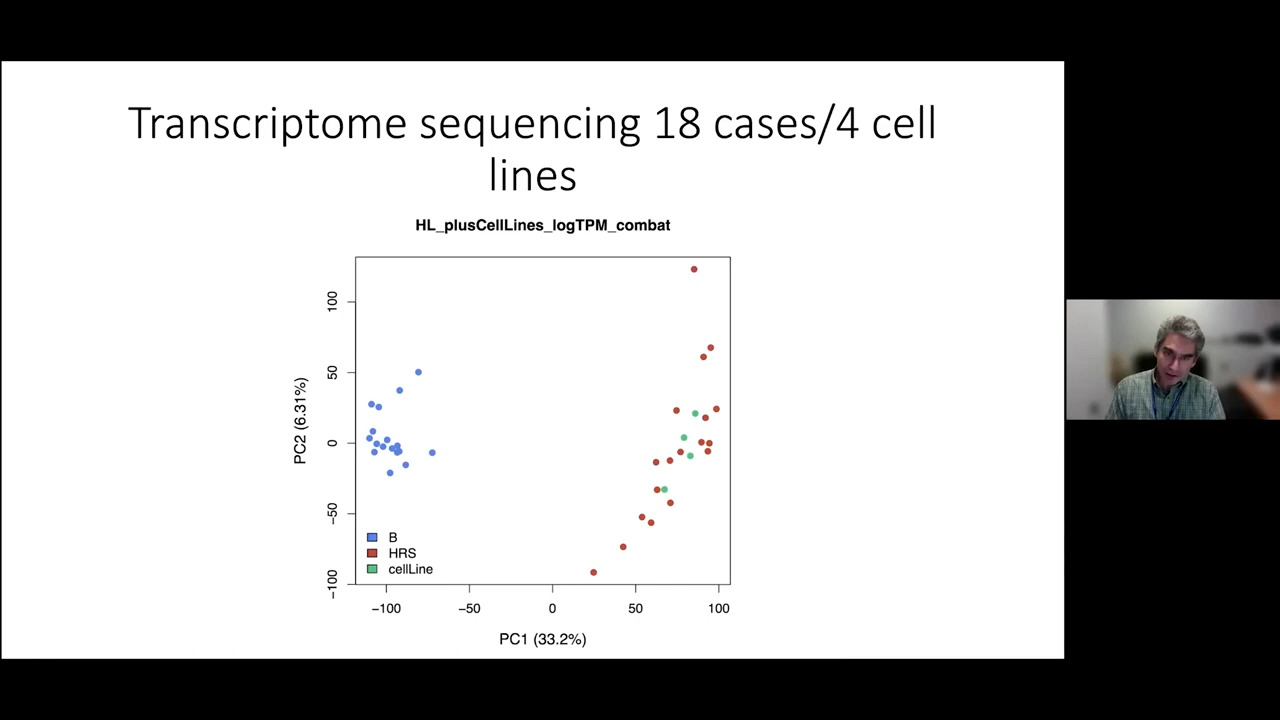 Transcriptome sequencing 18 cases/4 cell
lines
HL_plusCellLines_logTPM_combat
PC2 (6.31%)
100
50
0
−50
−100
B
HRS
cellLine
−100
−50
0
50
100
PC1 (33.2%)